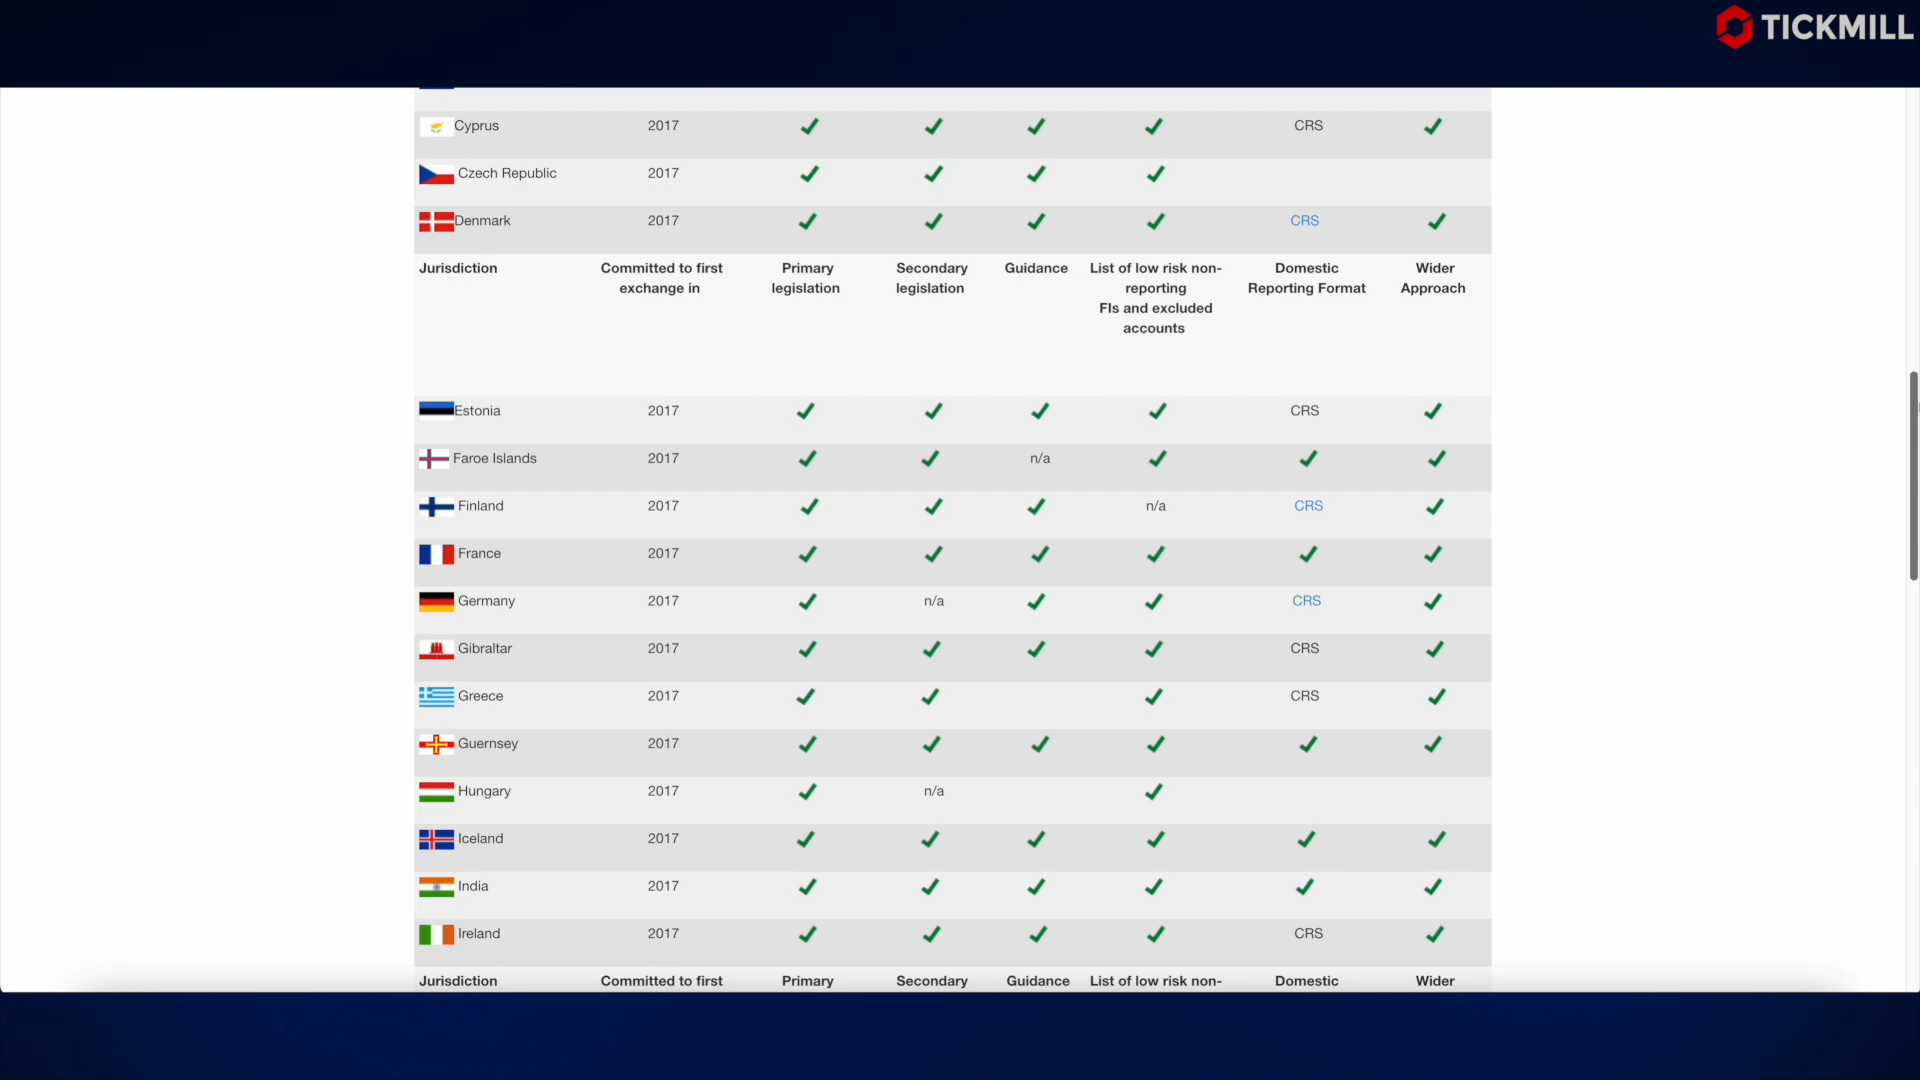 TICKMILL
Cyprus 2017 CRS
Czech Republic 2017
Denmark 2017 CRS
Jurisdiction Committed to first Primary Secondary Guidance List of low risk non- Domestic Wider
exchange in legislation legislation reporting Reporting Format Approach
FIs and excluded
accounts
Estonia 2017 CRS
Faroe Islands 2017 n/a
Finland 2017 n/a CRS
France 2017
Germany 2017 n/a CRS
Gibraltar 2017 CRS
Greece 2017 CRS
Guernsey 2017
Hungary 2017 n/a
Iceland 2017
India 2017
Ireland 2017 CRS
Jurisdiction Committed to first Primary Secondary Guidance List of low risk non- Domestic Wider